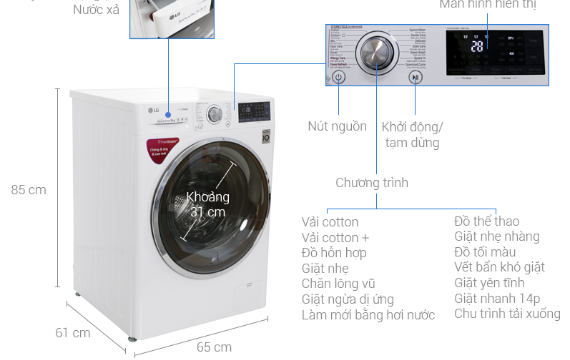 Nước xả
Màn hình hiển thị
LG
28
Nút nguồn
Khởi động/
tạm dừng
LG
85 cm
Khoảng
31 cm
61 cm
65 cm
Chương trình
Vải cotton
Vải cotton +
Đồ hỗn hợp
Giặt nhẹ
Chăn lông vũ
Giặt ngừa dị ứng
Làm mới bằng hơi nước
Đồ thể thao
Giặt nhẹ nhàng
Đồ tối màu
Vết bẩn khó giặt
Giặt yên tĩnh
Giặt nhanh 14p
Chu trình tải xuống